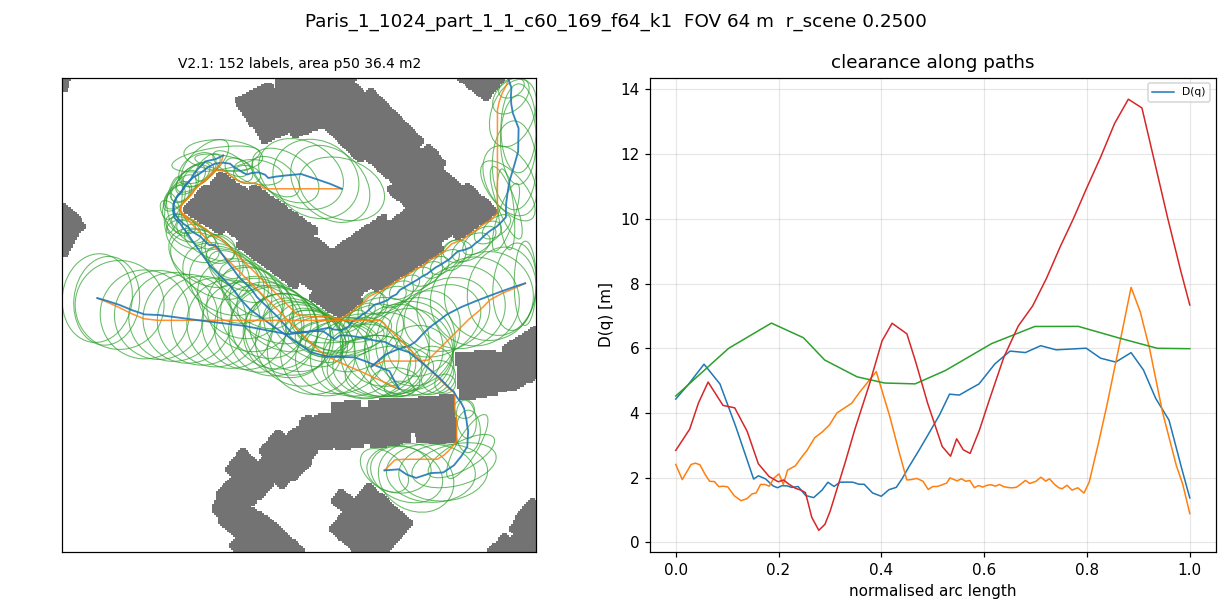 Paris_1_1024_part_1_1_c60_169_f64_k1  FOV 64 m  r_scene 0.2500
V2.1: 152 labels, area p50 36.4 m2
clearance along paths
D(q)
14
12
10
8
6
4
2
0
D(q) [m]
0.0 0.2 0.4 0.6 0.8 1.0
normalised arc length